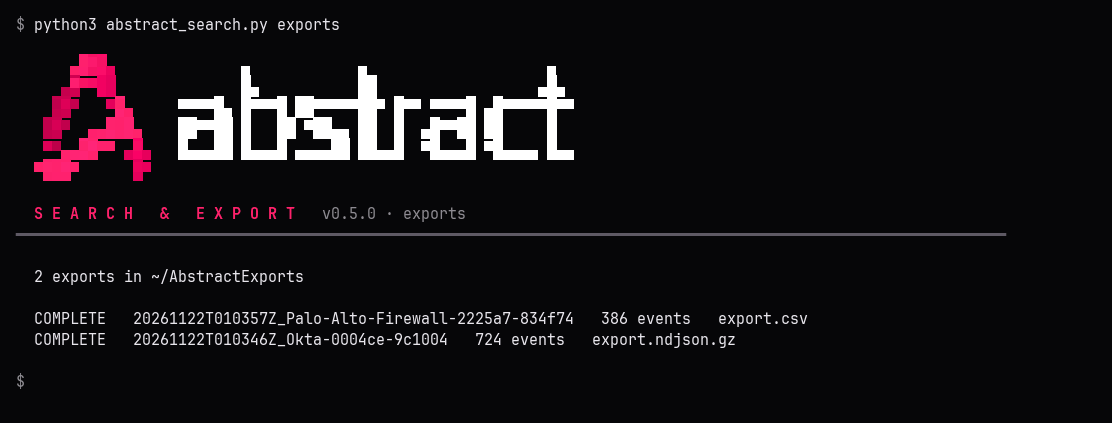 $ python3 abstract_search.py exports
abstract
SEARCH & EXPORT v0.5.0 · exports
2 exports in ~/AbstractExports
COMPLETE 20261122T010357Z_Palo-Alto-Firewall-2225a7-834f74 386 events export.csv
COMPLETE 20261122T010346Z_Okta-0004ce-9c1004 724 events export.ndjson.gz
$